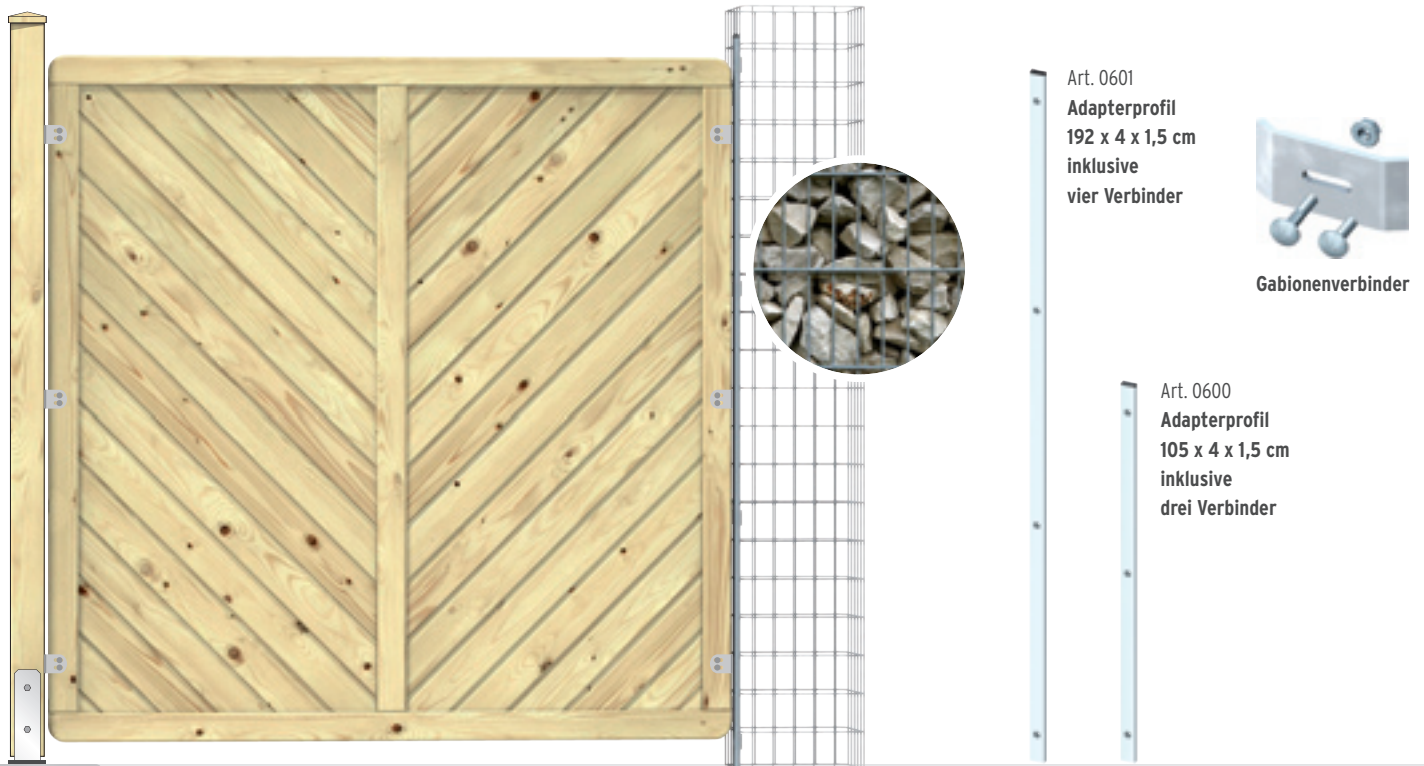 Art. 0601
Adapterprofil
192 x 4 x 1,5 cm
inklusive
vier Verbinder
Gabionenverbinder
Art. 0600
Adapterprofil
105 x 4 x 1,5 cm
inklusive
drei Verbinder